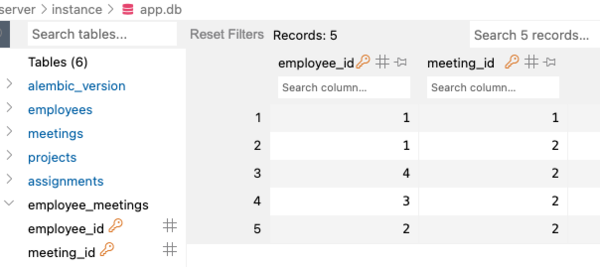 server > instance > app.db
Search tables...
Reset Filters Records: 5 Search 5 records...
Tables (6)
alembic_version
employees
meetings
projects
assignments
employee_meetings
employee_id
meeting_id
employee_id meeting_id
Search column... Search column...
1 1 1
2 1 2
3 4 2
4 3 2
5 2 2